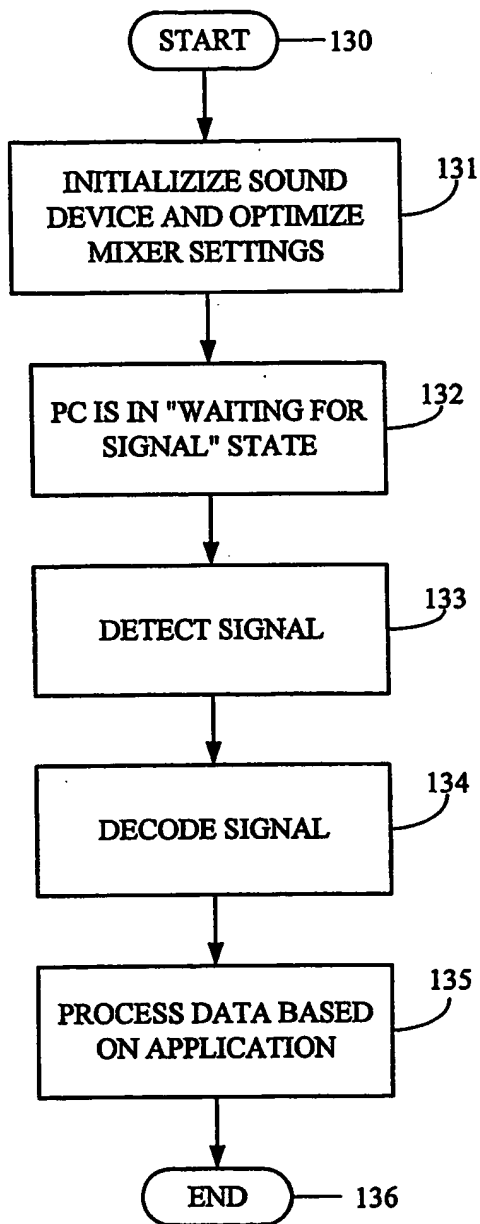 START
130
INITIALIZIZE SOUND
DEVICE AND OPTIMIZE
MIXER SETTINGS
131
PC IS IN "WAITING FOR
SIGNAL" STATE
132
DETECT SIGNAL
133
DECODE SIGNAL
134
PROCESS DATA BASED
ON APPLICATION
135
END
136